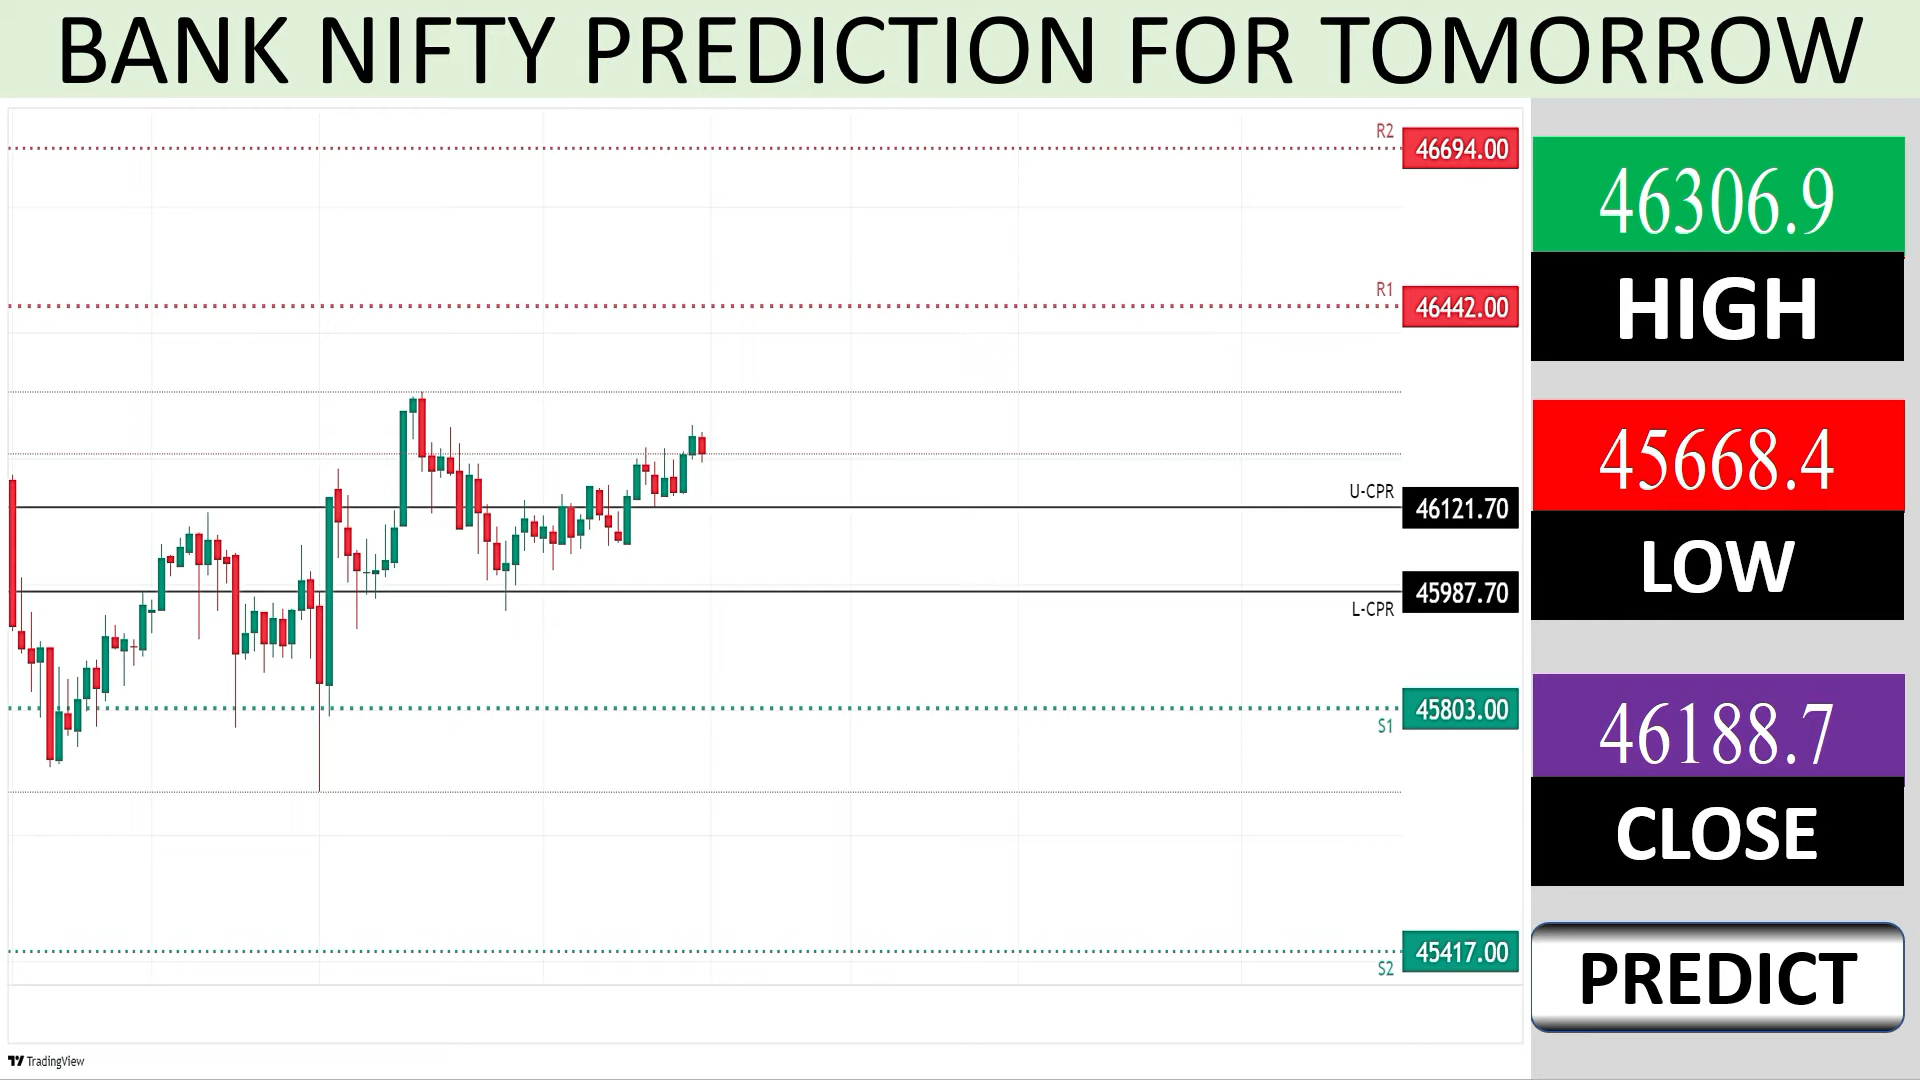 BANK NIFTY PREDICTION FOR TOMORROW
R2
46694.00
R1
46442.00
U-CPR
46121.70
45987.70
L-CPR
45803.00
S1
45417.00
S2
TradingView
46306.9
HIGH
45668.4
LOW
46188.7
CLOSE
PREDICT